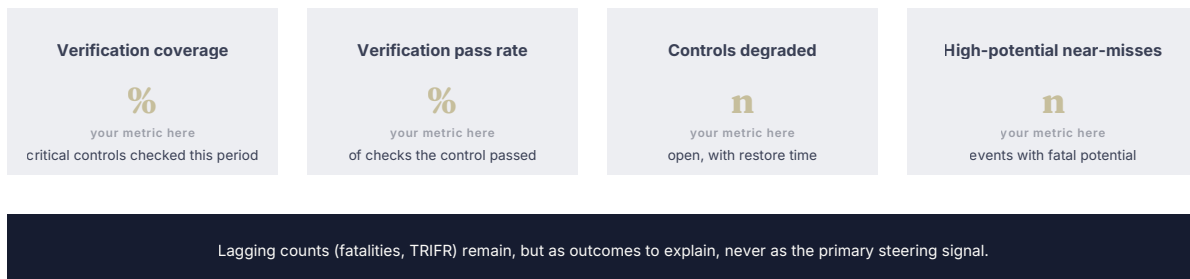 Verification coverage
%
your metric here
critical controls checked this period
Verification pass rate
%
your metric here
of checks the control passed
Controls degraded
n
your metric here
open, with restore time
High-potential near-misses
n
your metric here
events with fatal potential
Lagging counts (fatalities, TRIFR) remain, but as outcomes to explain, never as the primary steering signal.